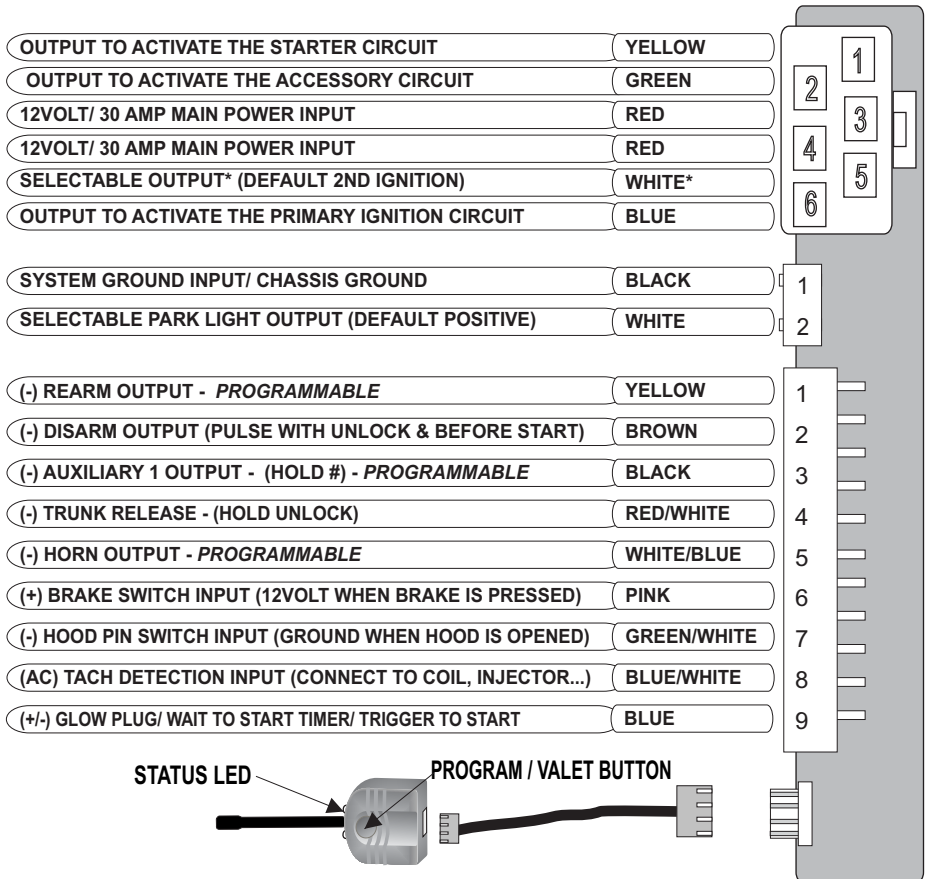 OUTPUT TO ACTIVATE THE STARTER CIRCUIT YELLOW
OUTPUT TO ACTIVATE THE ACCESSORY CIRCUIT GREEN
12VOLT/ 30 AMP MAIN POWER INPUT RED
12VOLT/ 30 AMP MAIN POWER INPUT RED
SELECTABLE OUTPUT* (DEFAULT 2ND IGNITION) WHITE*
OUTPUT TO ACTIVATE THE PRIMARY IGNITION CIRCUIT BLUE
1
2
3
4
5
6
SYSTEM GROUND INPUT/ CHASSIS GROUND BLACK 1
SELECTABLE PARK LIGHT OUTPUT (DEFAULT POSITIVE) WHITE 2
(-) REARM OUTPUT - PROGRAMMABLE YELLOW 1
(-) DISARM OUTPUT (PULSE WITH UNLOCK & BEFORE START) BROWN 2
(-) AUXILIARY 1 OUTPUT - (HOLD #) - PROGRAMMABLE BLACK 3
(-) TRUNK RELEASE - (HOLD UNLOCK) RED/WHITE 4
(-) HORN OUTPUT - PROGRAMMABLE WHITE/BLUE 5
(+) BRAKE SWITCH INPUT (12VOLT WHEN BRAKE IS PRESSED) PINK 6
(-) HOOD PIN SWITCH INPUT (GROUND WHEN HOOD IS OPENED) GREEN/WHITE 7
(AC) TACH DETECTION INPUT (CONNECT TO COIL, INJECTOR...) BLUE/WHITE 8
(+/-) GLOW PLUG/ WAIT TO START TIMER/ TRIGGER TO START BLUE 9
STATUS LED PROGRAM / VALET BUTTON